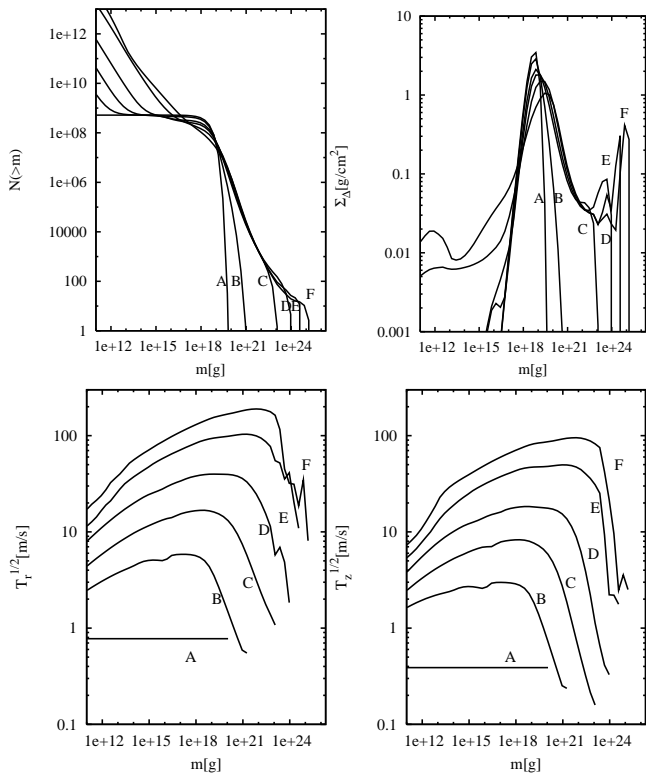 1e+12
1e+10
1e+08
1e+06
10000
100
1
N(>m)
A B C DE F
1e+12 1e+15 1e+18 1e+21 1e+24
m[g]
10
1
0.1
0.01
0.001
Σ_Δ[g/cm²]
A B C D E F
1e+12 1e+15 1e+18 1e+21 1e+24
m[g]
100
10
1
0.1
T_r^{1/2}[m/s]
A B C D E F
1e+12 1e+15 1e+18 1e+21 1e+24
m[g]
100
10
1
0.1
T_z^{1/2}[m/s]
A B C D E F
1e+12 1e+15 1e+18 1e+21 1e+24
m[g]